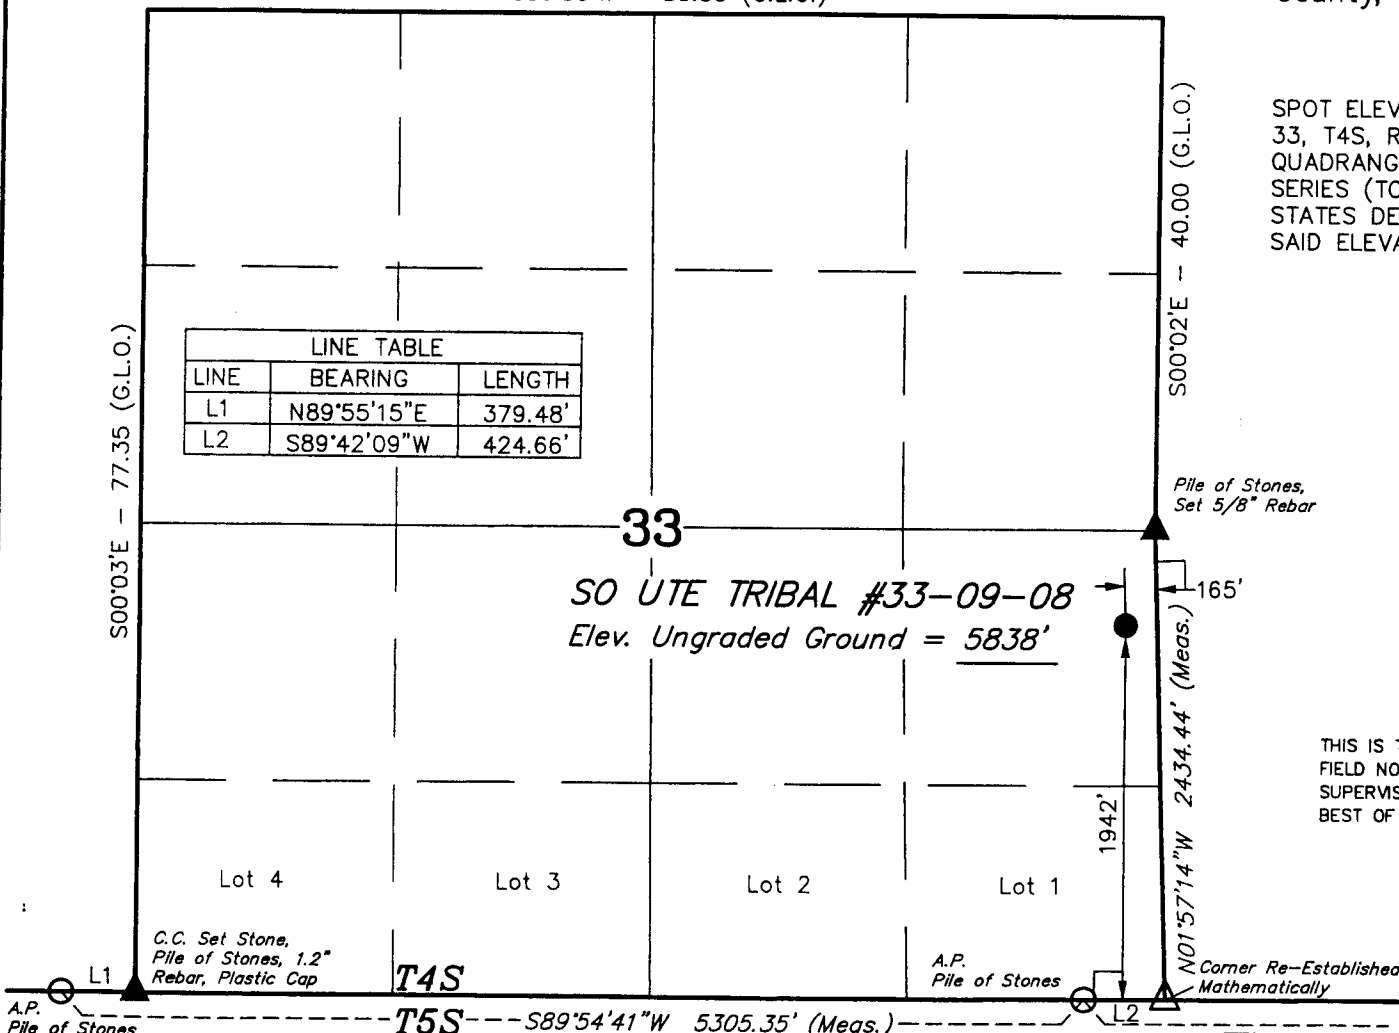 (G.L.O.)
County,
SPOT ELEV
33, T4S, R
QUADRANG
SERIES (TO
STATES DE
SAID ELEVA
S00°02'E - 40.00 (G.L.O.)
S00°03'E - 77.35 (G.L.O.)
LINE TABLE
LINE BEARING LENGTH
L1 N89°55'15"E 379.48'
L2 S89°42'09"W 424.66'
Pile of Stones,
Set 5/8" Rebar
33
SO UTE TRIBAL #33-09-08
165'
Elev. Ungraded Ground = 5838'
N01°57'14"W 2434.44' (Meas.)
1942'
THIS IS
FIELD NO
SUPERVIS
BEST OF
Lot 4
Lot 3
Lot 2
Lot 1
C.C. Set Stone,
Pile of Stones, 1.2"
Rebar, Plastic Cap
L1
T4S
A.P.
Pile of Stones
Corner Re-Established
Mathematically
A.P.
Pile of Stones
T5S
S89°54'41"W 5305.35' (Meas.)
L2